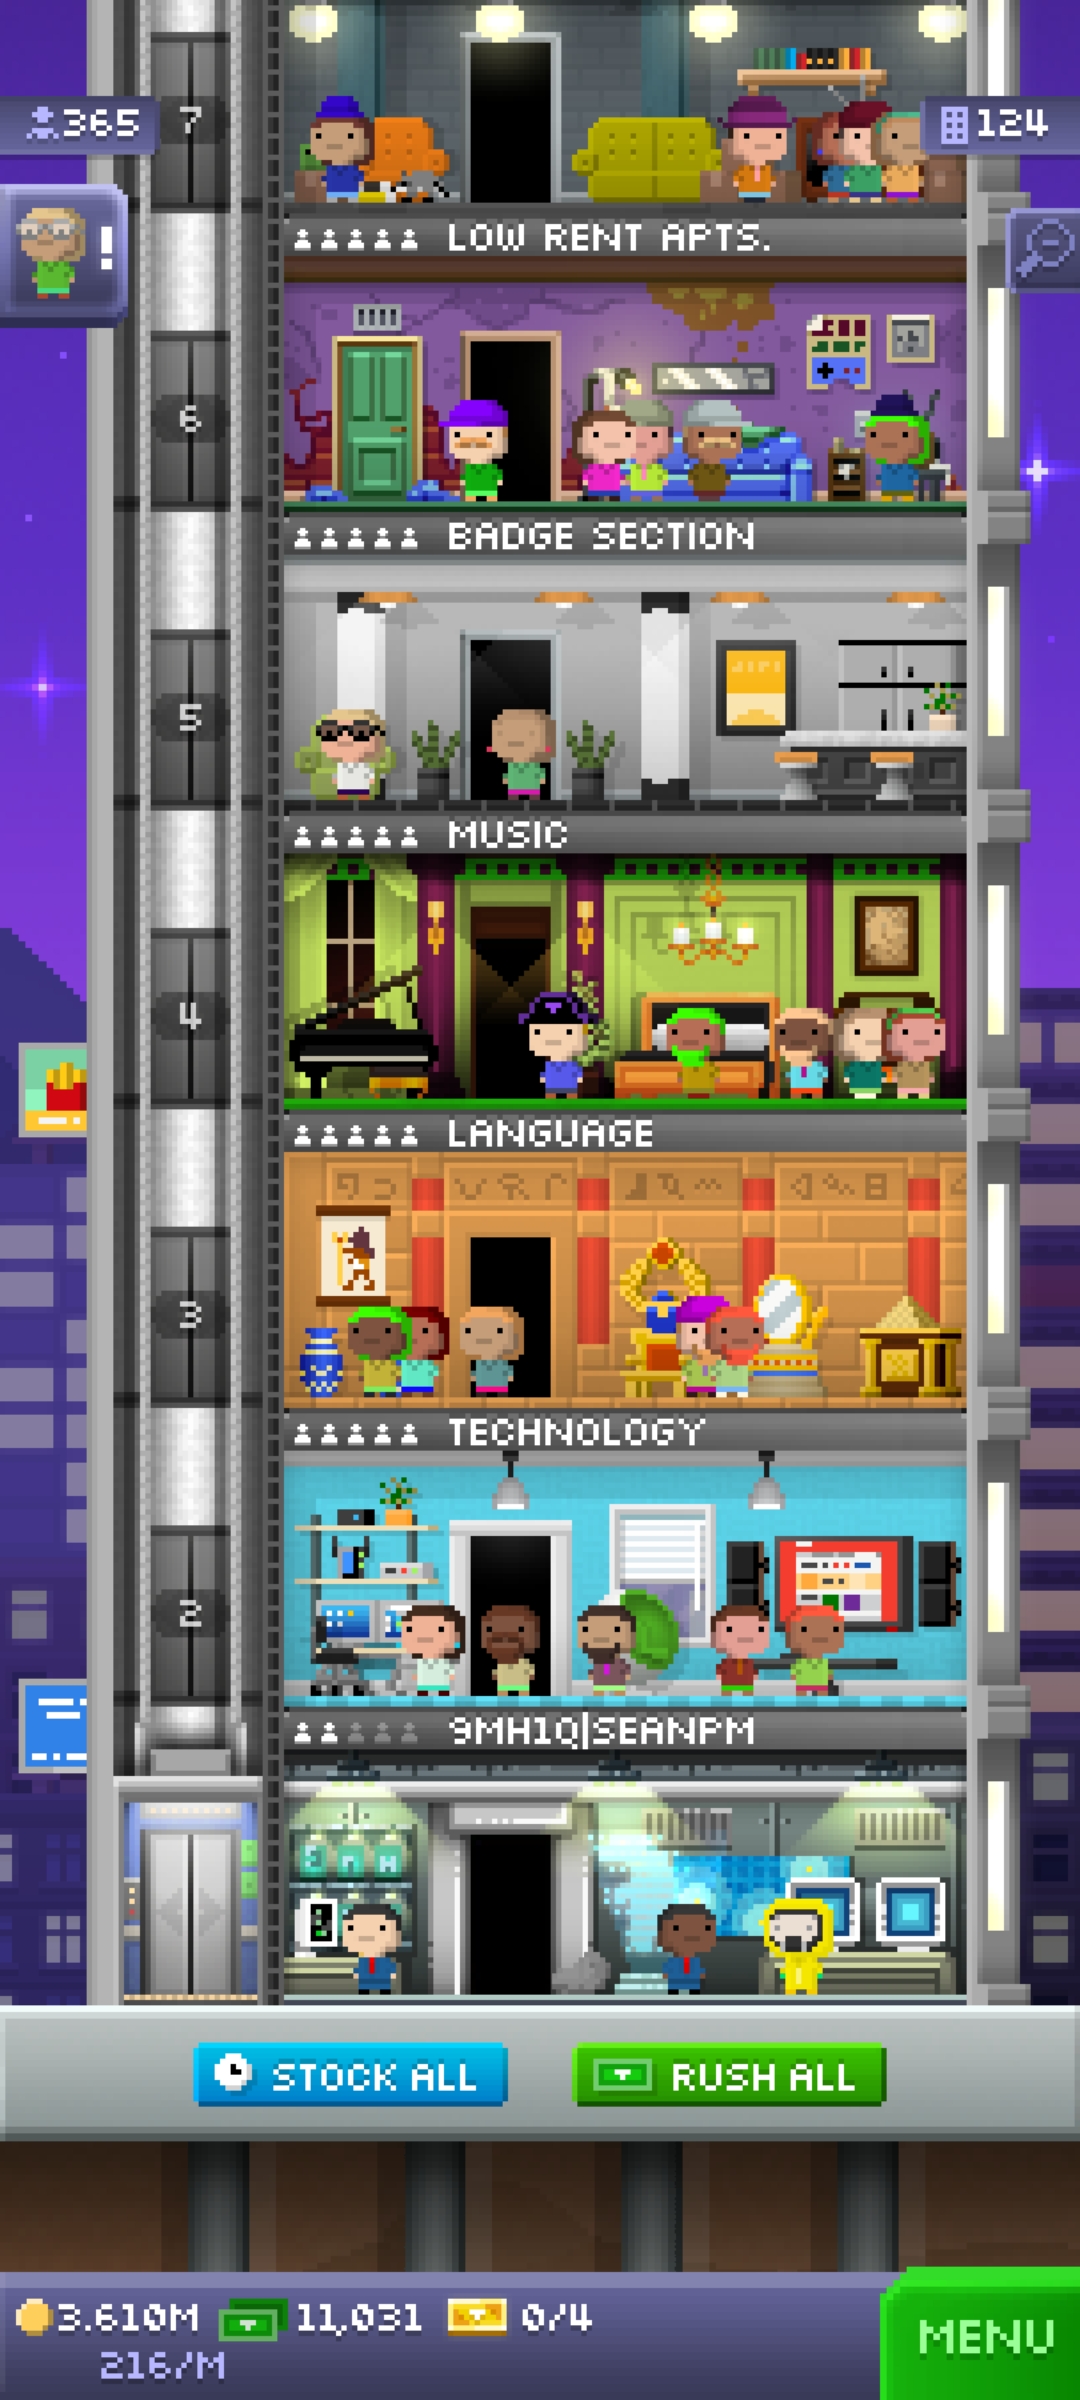 365
7
124
!
LOW RENT APTS.
6
BADGE SECTION
5
MUSIC
4
LANGUAGE
3
TECHNOLOGY
2
9MH1Q|SEANPM
STOCK ALL
RUSH ALL
3.610M
11,031
0/4
216/M
MENU